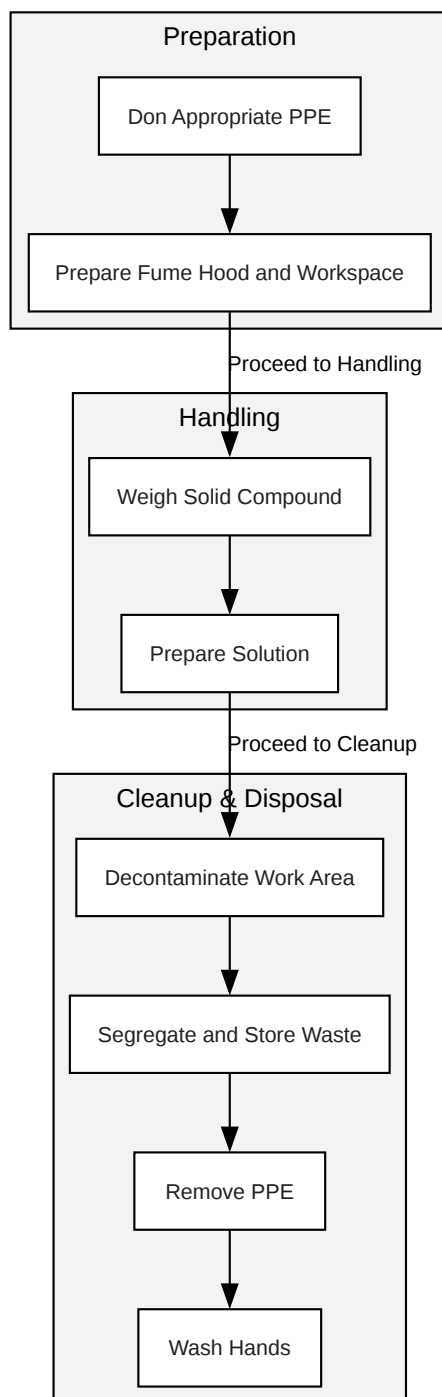 Preparation
Don Appropriate PPE
Prepare Fume Hood and Workspace
Proceed to Handling
Handling
Weigh Solid Compound
Prepare Solution
Proceed to Cleanup
Cleanup & Disposal
Decontaminate Work Area
Segregate and Store Waste
Remove PPE
Wash Hands